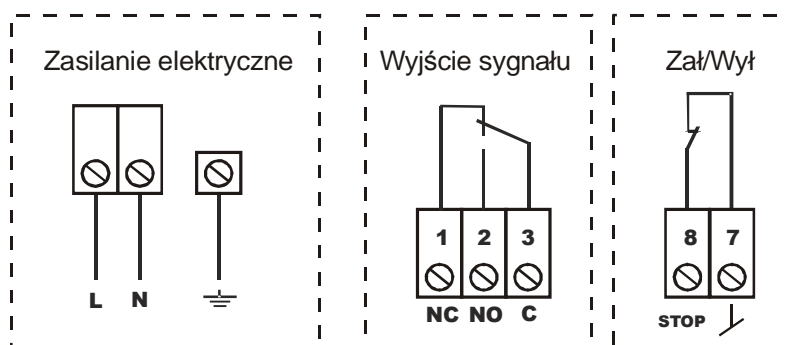 Zasilanie elektryczne
Wyjście sygnału
Zał/Wył
1 2 3
8 7
L N
NC NO C
STOP